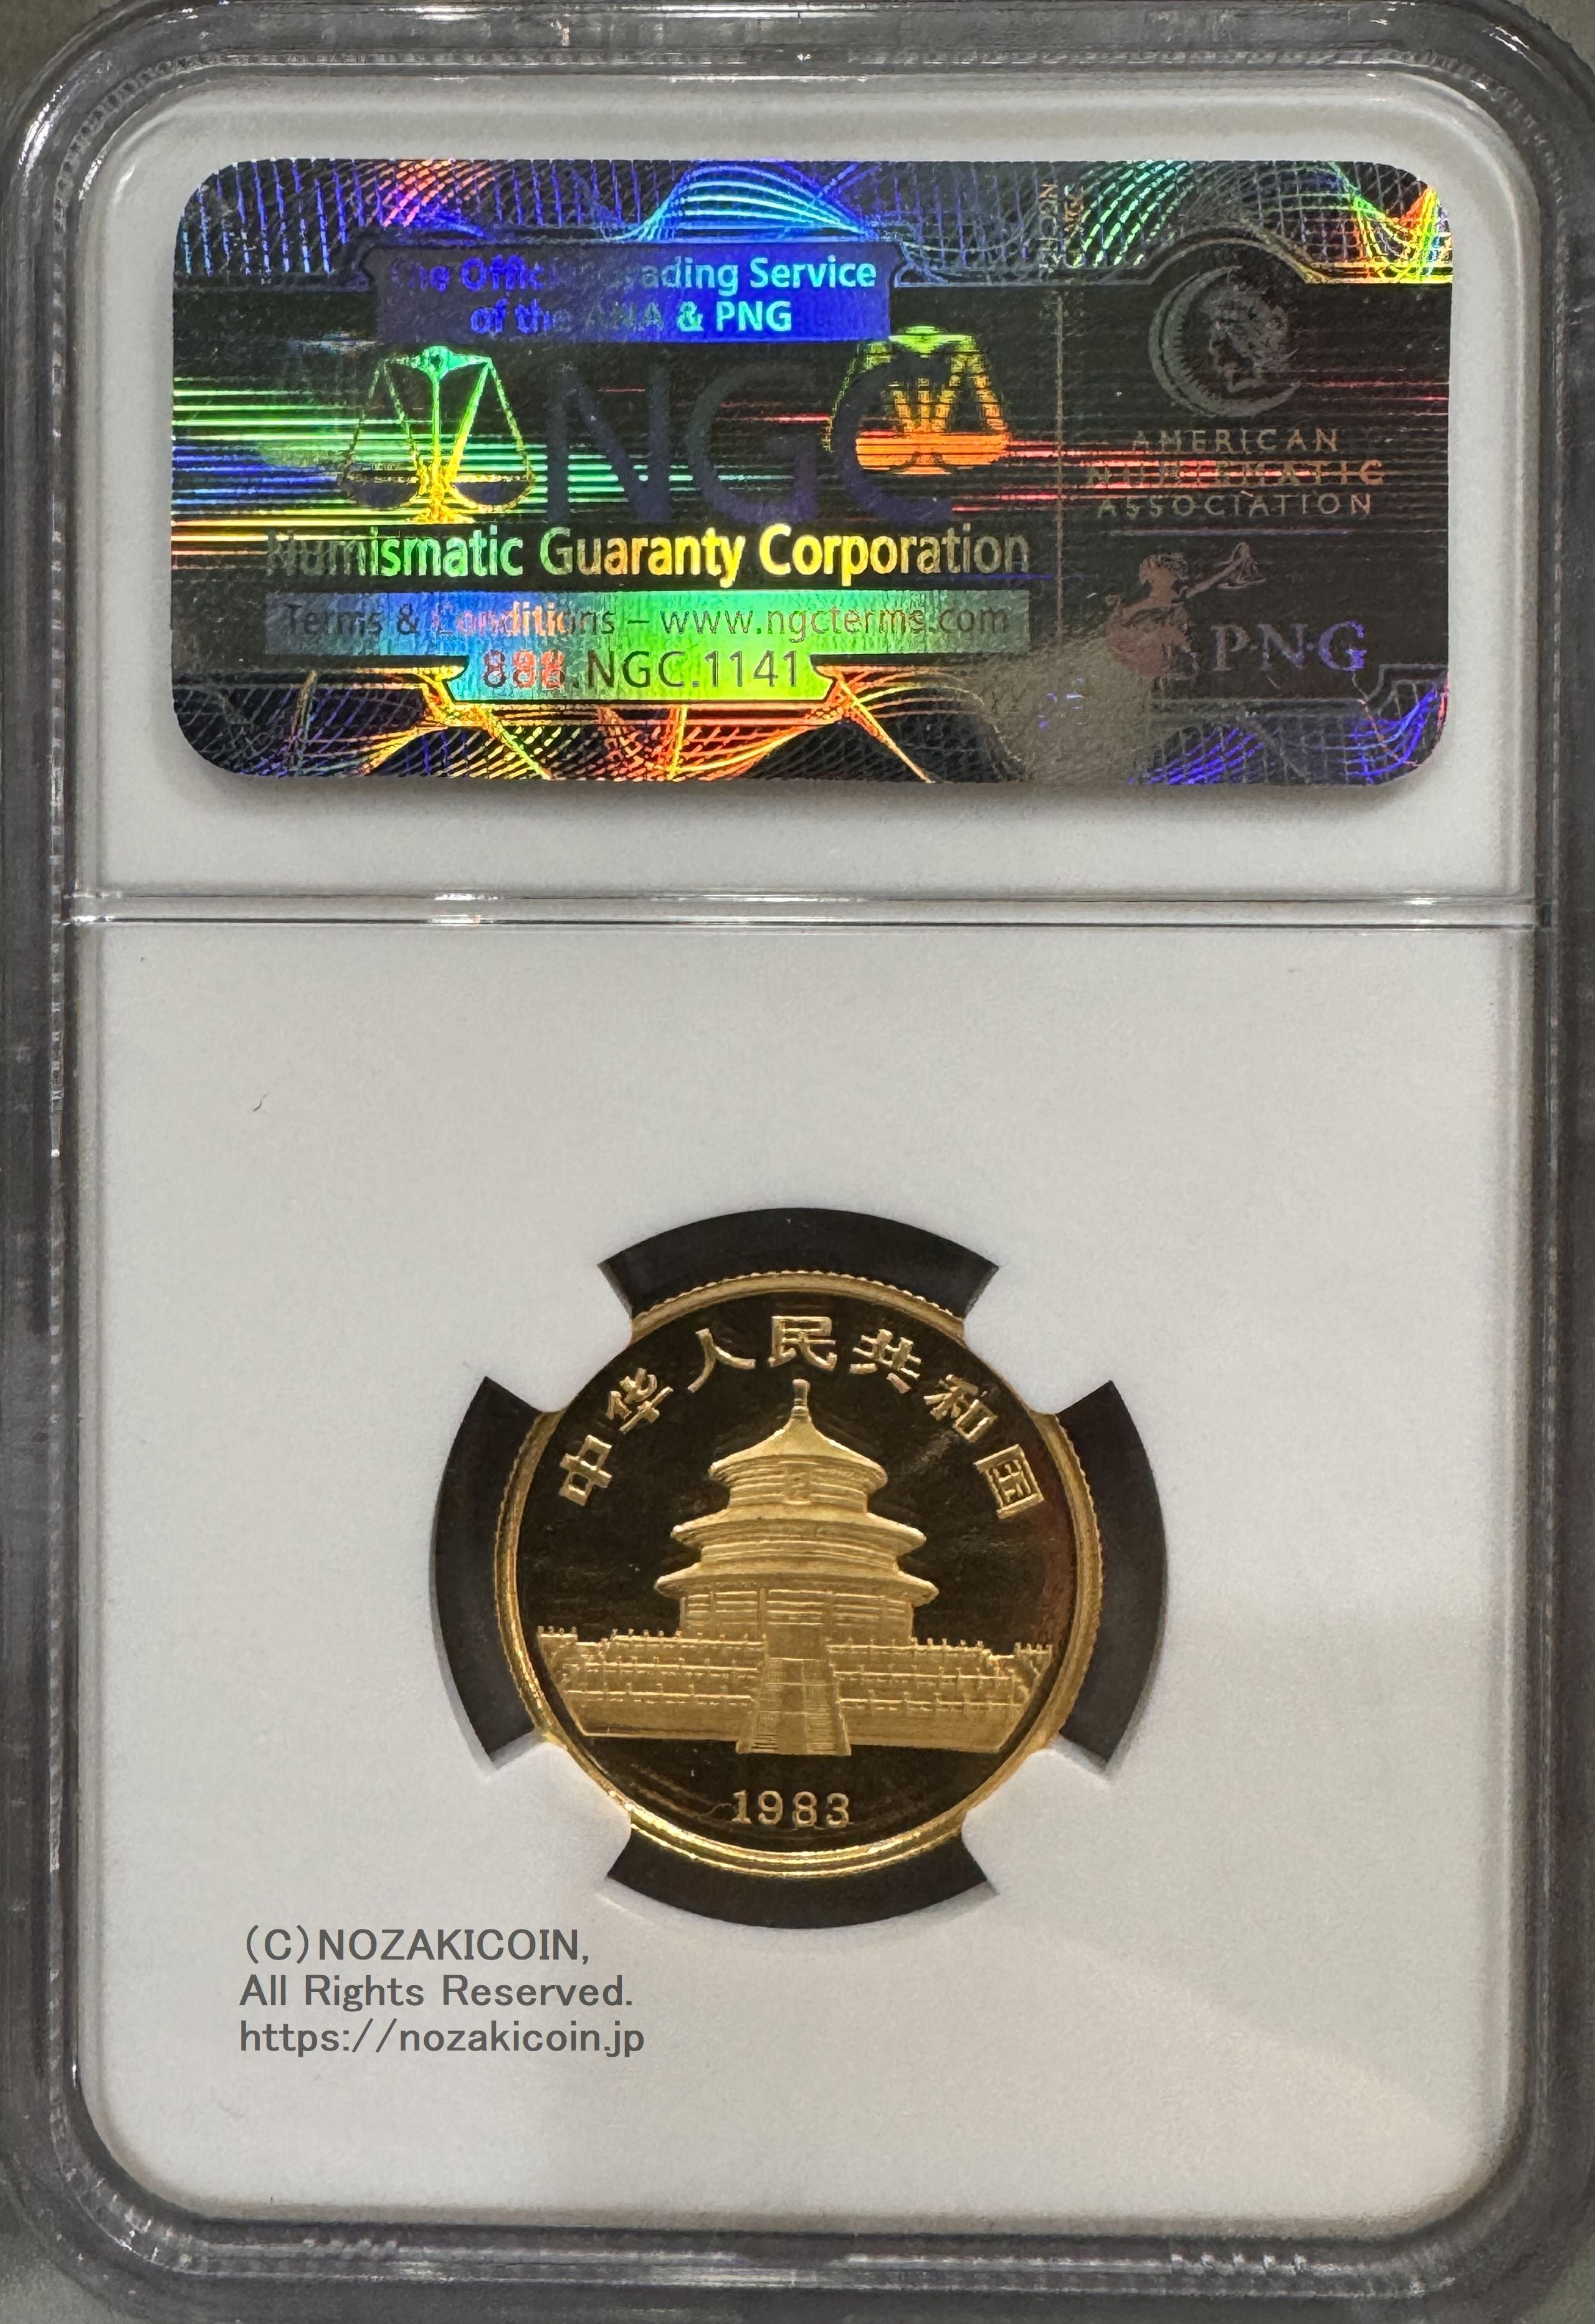 The Official Grading Service
of the ANA & PNG
NGC
Numismatic Guaranty Corporation
Terms & Conditions – www.ngcterms.com
888.NGC.1141
AMERICAN
NUMISMATIC
ASSOCIATION
P·N·G
中华人民共和国
1983
(C)NOZAKICOIN,
All Rights Reserved.
https://nozakicoin.jp